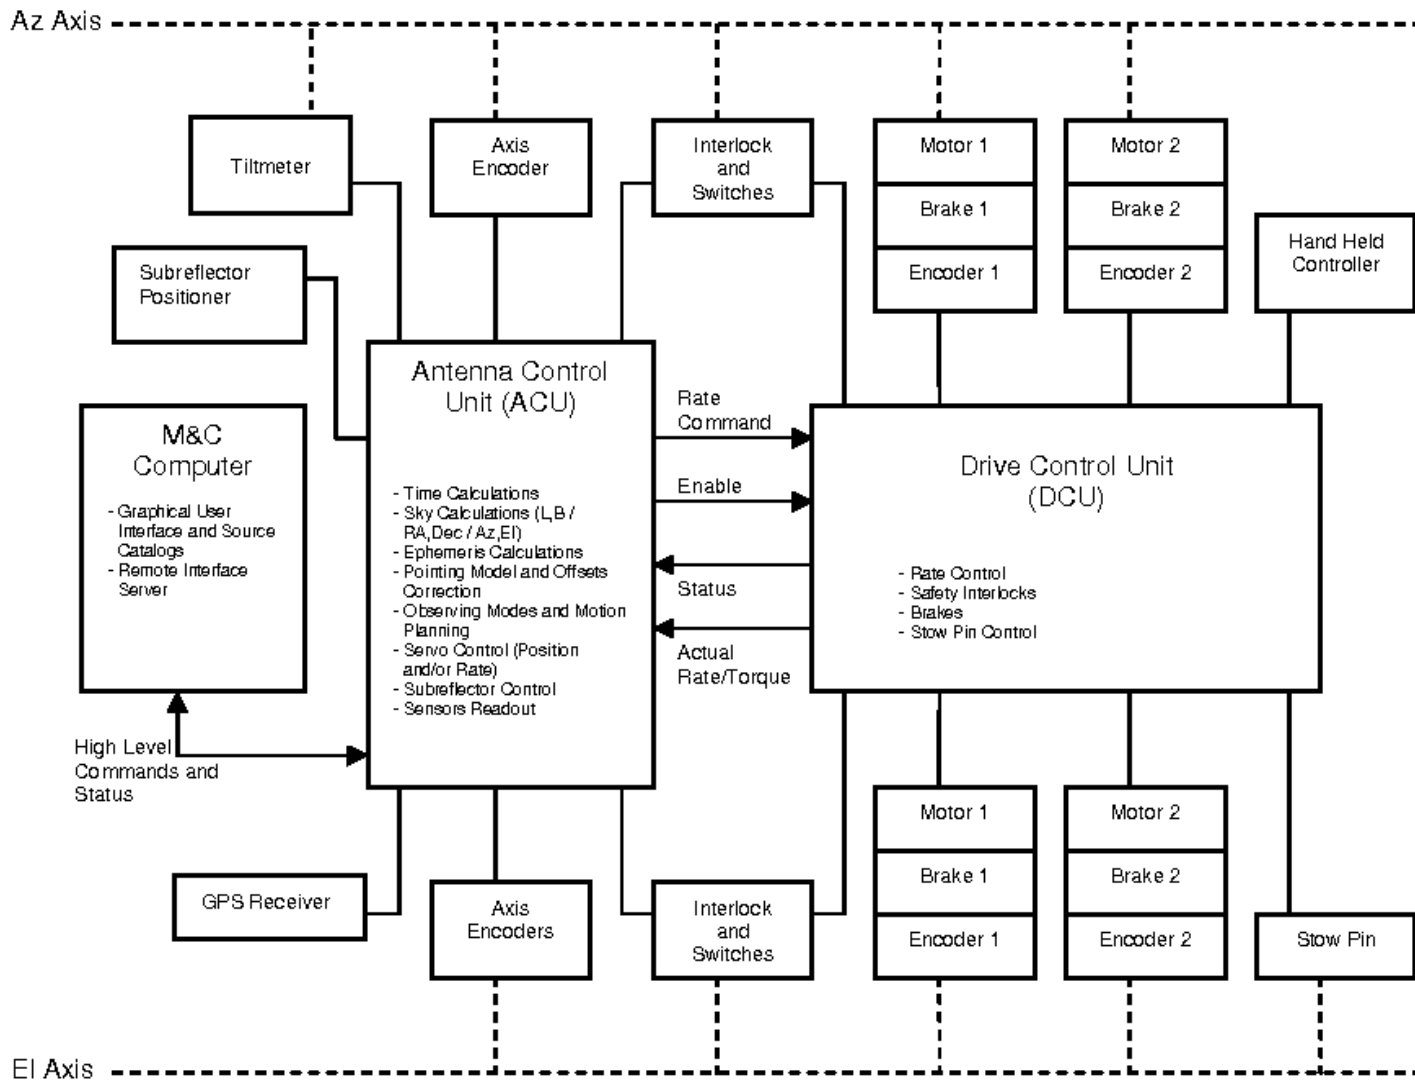 Az Axis
Tiltmeter
Axis
Encoder
Interlock
and
Switches
Motor 1
Brake 1
Encoder 1
Motor 2
Brake 2
Encoder 2
Hand Held
Controller
Subreflector
Positioner
M&C
Computer
- Graphical User
Interface and Source
Catalogs
- Remote Interface
Server
Antenna Control
Unit (ACU)
- Time Calculations
- Sky Calculations (L,B /
RA,Dec / Az,El)
- Ephemeris Calculations
- Pointing Model and Offsets
Correction
- Observing Modes and Motion
Planning
- Servo Control (Position
and/or Rate)
- Subreflector Control
- Sensors Readout
Rate
Command
Enable
Status
Actual
Rate/Torque
Drive Control Unit
(DCU)
- Rate Control
- Safety Interlocks
- Brakes
- Stow Pin Control
High Level
Commands and
Status
GPS Receiver
Axis
Encoders
Interlock
and
Switches
Motor 1
Brake 1
Encoder 1
Motor 2
Brake 2
Encoder 2
Stow Pin
El Axis